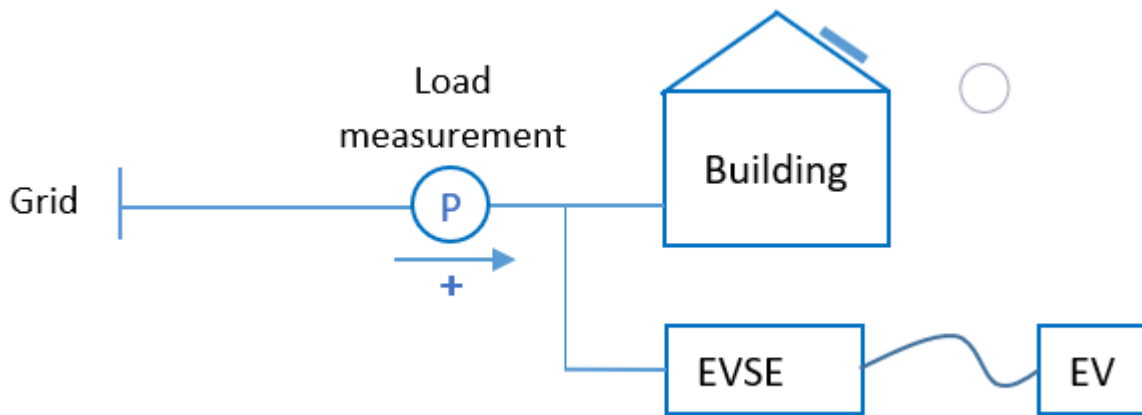 Load
measurement
Grid
P
+
Building
EVSE
EV